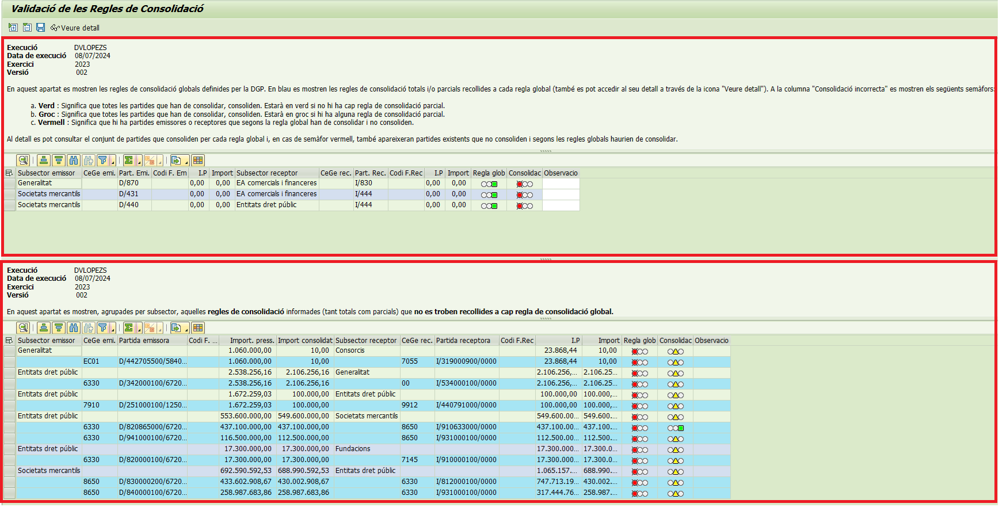 Validació de les Regles de Consolidació
Veure detall
Execució DVLOPEZS
Data de execució 08/07/2024
Exercici 2023
Versió 002
En aquest apartat es mostren les regles de consolidació globals definides per la DGP. En blau es mostren les regles de consolidació totals i/o parcials recollides a cada regla global (també es pot accedir al seu detall a través de la icona "Veure detall"). A la columna "Consolidació incorrecta" es mostren els següents semàfors:
a. Verd : Significa que totes les partides que han de consolidar, consoliden. Estarà en verd si no hi ha cap regla de consolidació parcial.
b. Groc : Significa que totes les partides que han de consolidar, consoliden. Estarà en groc si hi ha alguna regla de consolidació parcial.
c. Vermell : Significa que hi ha partides emissores o receptores que segons la regla global han de consolidar i no consoliden.
Al detall es pot consultar el conjunt de partides que consoliden per cada regla global i, en cas de semàfor vermell, també apareixeran partides existents que no consoliden i segons les regles globals haurien de consolidar.
Subsector emissor CeGe emi. Part. Emi. Codi F. Em I.P Import Subsector receptor CeGe rec. Part. Rec. Codi F.Rec I.P Import Regla glob Consolidac Observacio
Generalitat D/870 0,00 0,00 EA comercials i financeres I/830 0,00 0,00
Societats mercantils D/431 0,00 0,00 EA comercials i financeres I/444 0,00 0,00
Societats mercantils D/440 0,00 0,00 Entitats dret públic I/444 0,00 0,00
Execució DVLOPEZS
Data de execució 08/07/2024
Exercici 2023
Versió 002
En aquest apartat es mostren, agrupades per subsector, aquelles regles de consolidació informades (tant totals com parcials) que no es troben recollides a cap regla de consolidació global.
Subsector emissor CeGe emi. Partida emissora Codi F. ... Import. press. Import consolidat Subsector receptor CeGe rec. Partida receptora Codi F.Rec I.P Import Regla glob Consolidac Observacio
Generalitat 1.060.000,00 10,00 Consorcis 23.868,44 10,00
EC01 D/442705500/5840... 1.060.000,00 10,00 7055 I/319000900/0000 23.868,44 10,00
Entitats dret públic 2.538.256,16 2.106.256,16 Generalitat 2.106.256,... 2.106.25...
6330 D/342000100/6720... 2.538.256,16 2.106.256,16 00 I/534000100/0000 2.106.256,... 2.106.25...
Entitats dret públic 1.672.259,03 100.000,00 Entitats dret públic 100.000,00 100.000,...
7910 D/251000100/1250... 1.672.259,03 100.000,00 9912 I/440791000/0000 100.000,00 100.000,...
Entitats dret públic 553.600.000,00 549.600.000,00 Societats mercantils 549.600.00... 549.600....
6330 D/820865000/6720... 437.100.000,00 437.100.000,00 8650 I/910633000/0000 437.100.00... 437.100....
6330 D/941000100/6720... 116.500.000,00 112.500.000,00 8650 I/931000100/0000 112.500.00... 112.500....
Entitats dret públic 17.300.000,00 17.300.000,00 Fundacions 17.300.000... 17.300.0...
6330 D/820000100/6720... 17.300.000,00 17.300.000,00 7145 I/910000100/0000 17.300.000... 17.300.0...
Societats mercantils 692.590.592,53 688.990.592,53 Entitats dret públic 1.065.157.... 688.990....
8650 D/830000200/6720... 433.602.908,67 430.002.908,67 6330 I/812000100/0000 747.713.19... 430.002....
8650 D/840000100/6720... 258.987.683,86 258.987.683,86 6330 I/931000100/0000 317.444.76... 258.987....